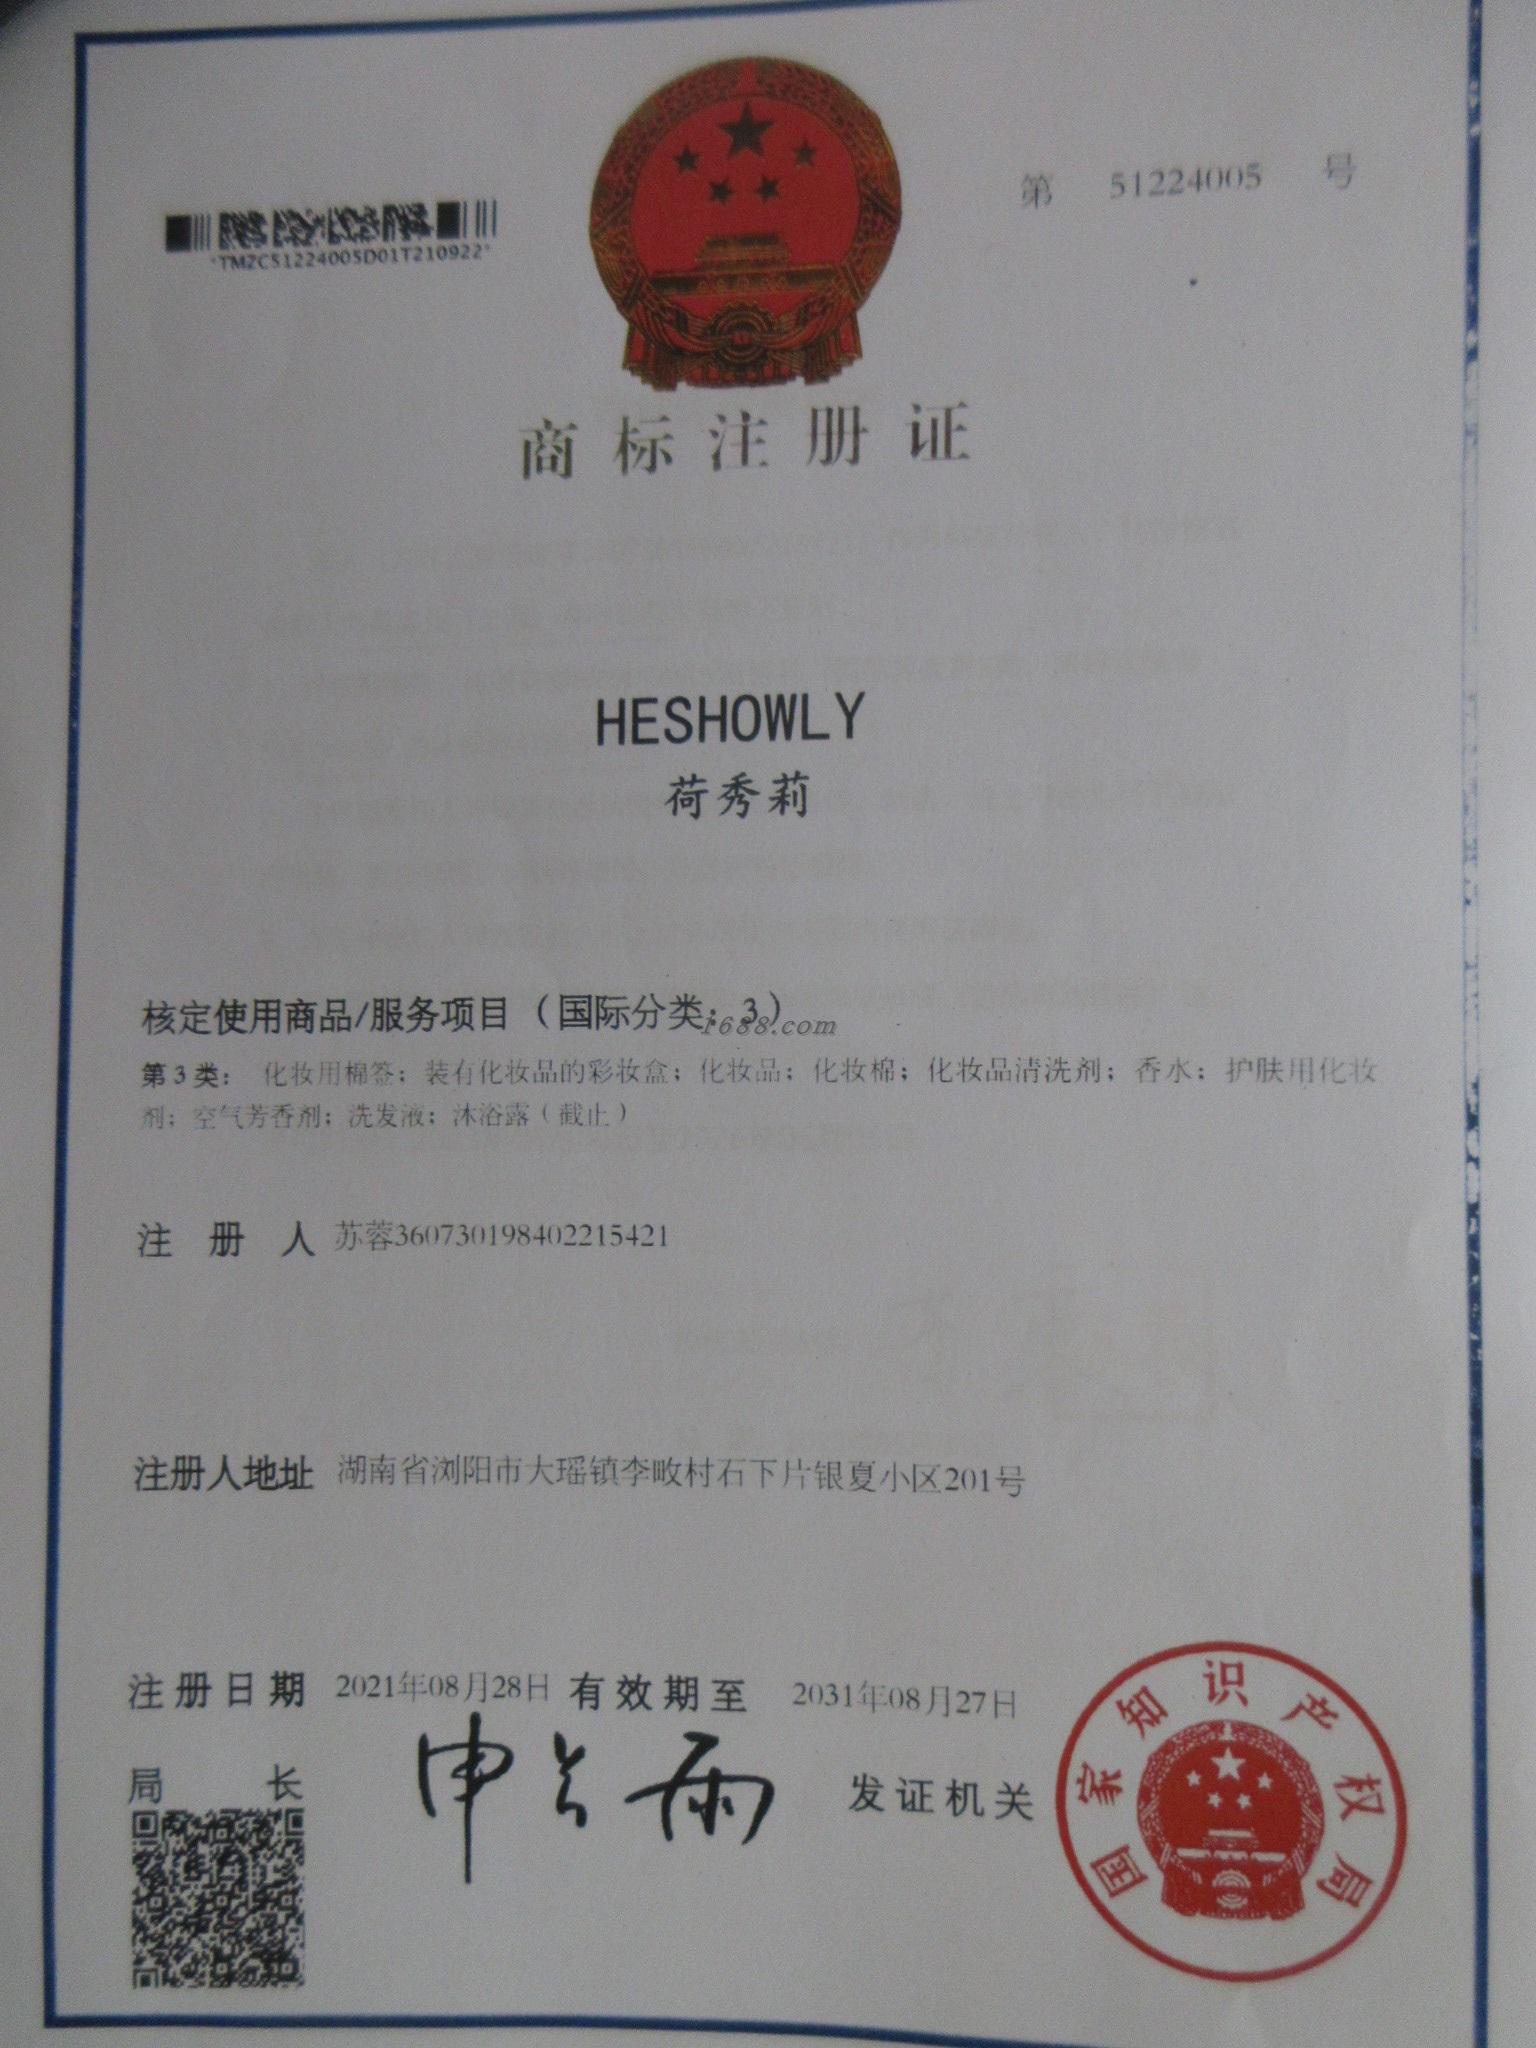 第 51224005 号
*TMZC51224005D01T210922*
商标注册证
HESHOWLY
荷秀莉
核定使用商品/服务项目（国际分类：3）
1688.com
第3类： 化妆用棉签；装有化妆品的彩妆盒；化妆品；化妆棉；化妆品清洗剂；香水；护肤用化妆
剂；空气芳香剂；洗发液；沐浴露（截止）
注册人 苏蓉360730198402215421
注册人地址 湖南省浏阳市大瑶镇李畋村石下片银夏小区201号
注册日期 2021年08月28日 有效期至 2031年08月27日
局长 申长雨 发证机关
国家知识产权局